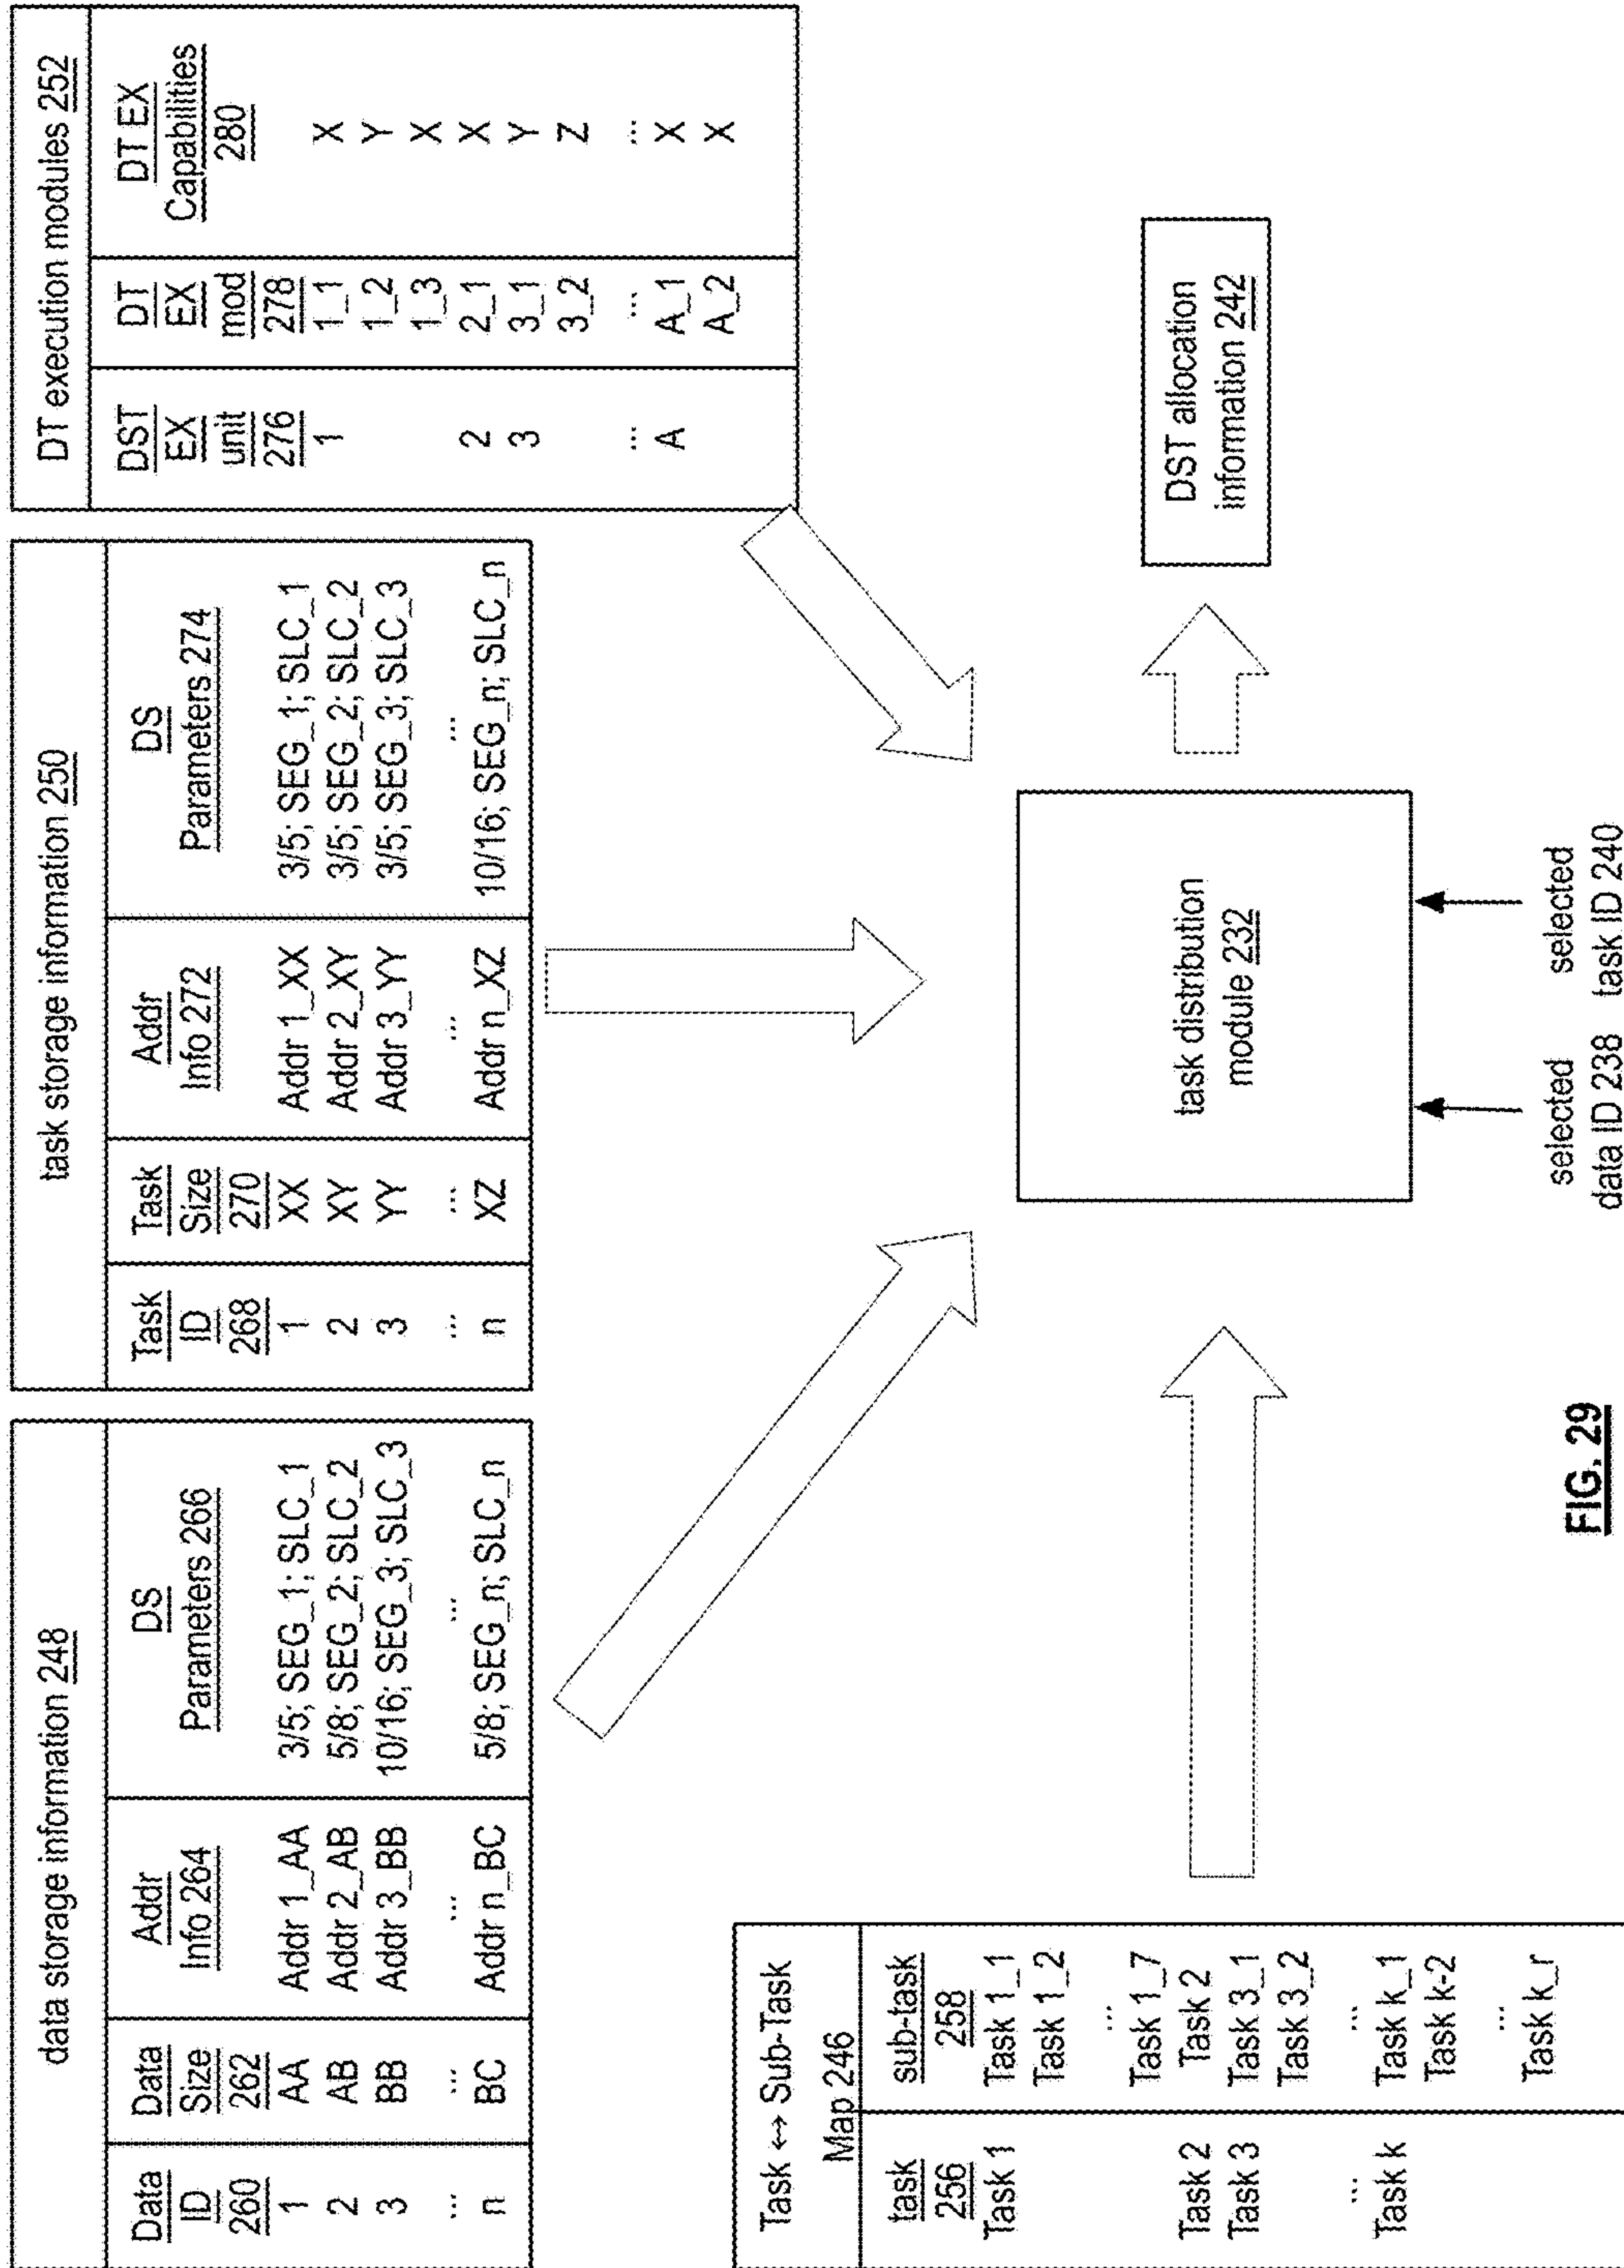 data storage information 248
Data ID 260 Data Size 262 Addr Info 264 DS Parameters 266
1 AA Addr 1_AA 3/5; SEG_1; SLC_1
2 AB Addr 2_AB 5/8; SEG_2; SLC_2
3 BB Addr 3_BB 10/16; SEG_3; SLC_3
... ... ... ...
n BC Addr n_BC 5/8; SEG_n; SLC_n
task storage information 250
Task ID 268 Task Size 270 Addr Info 272 DS Parameters 274
1 XX Addr 1_XX 3/5; SEG_1; SLC_1
2 XY Addr 2_XY 3/5; SEG_2; SLC_2
3 YY Addr 3_YY 3/5; SEG_3; SLC_3
... ... ... ...
n XZ Addr n_XZ 10/16; SEG_n; SLC_n
DT execution modules 252
DST EX unit 276 DT EX mod 278 DT EX Capabilities 280
1 1_1 X
1_2 Y
1_3 X
2 2_1 X
3 3_1 Y
3_2 Z
... ... ...
A A_1 X
A_2 X
Task ↔ Sub-Task
Map 246
task 256 sub-task 258
Task 1 Task 1_1
Task 1_2
...
Task 1_7
Task 2 Task 2
Task 3 Task 3_1
Task 3_2
... ...
Task k Task k_1
Task k-2
...
Task k_r
task distribution
module 232
selected
data ID 238
selected
task ID 240
DST allocation
information 242
FIG. 29